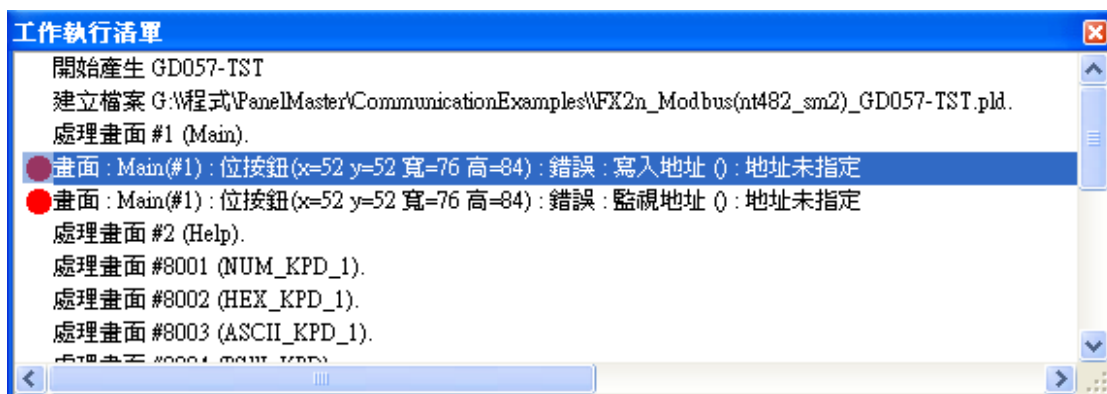 工作執行清單
開始產生 GD057-TST
建立檔案 G:\\程式\PanelMaster\CommunicationExamples\\FX2n_Modbus(nt482_sm2)_GD057-TST.pld.
處理畫面 #1 (Main).
畫面 : Main(#1) : 位按鈕(x=52 y=52 寬=76 高=84) : 錯誤 : 寫入地址 () : 地址未指定
畫面 : Main(#1) : 位按鈕(x=52 y=52 寬=76 高=84) : 錯誤 : 監視地址 () : 地址未指定
處理畫面 #2 (Help).
處理畫面 #8001 (NUM_KPD_1).
處理畫面 #8002 (HEX_KPD_1).
處理畫面 #8003 (ASCII_KPD_1).